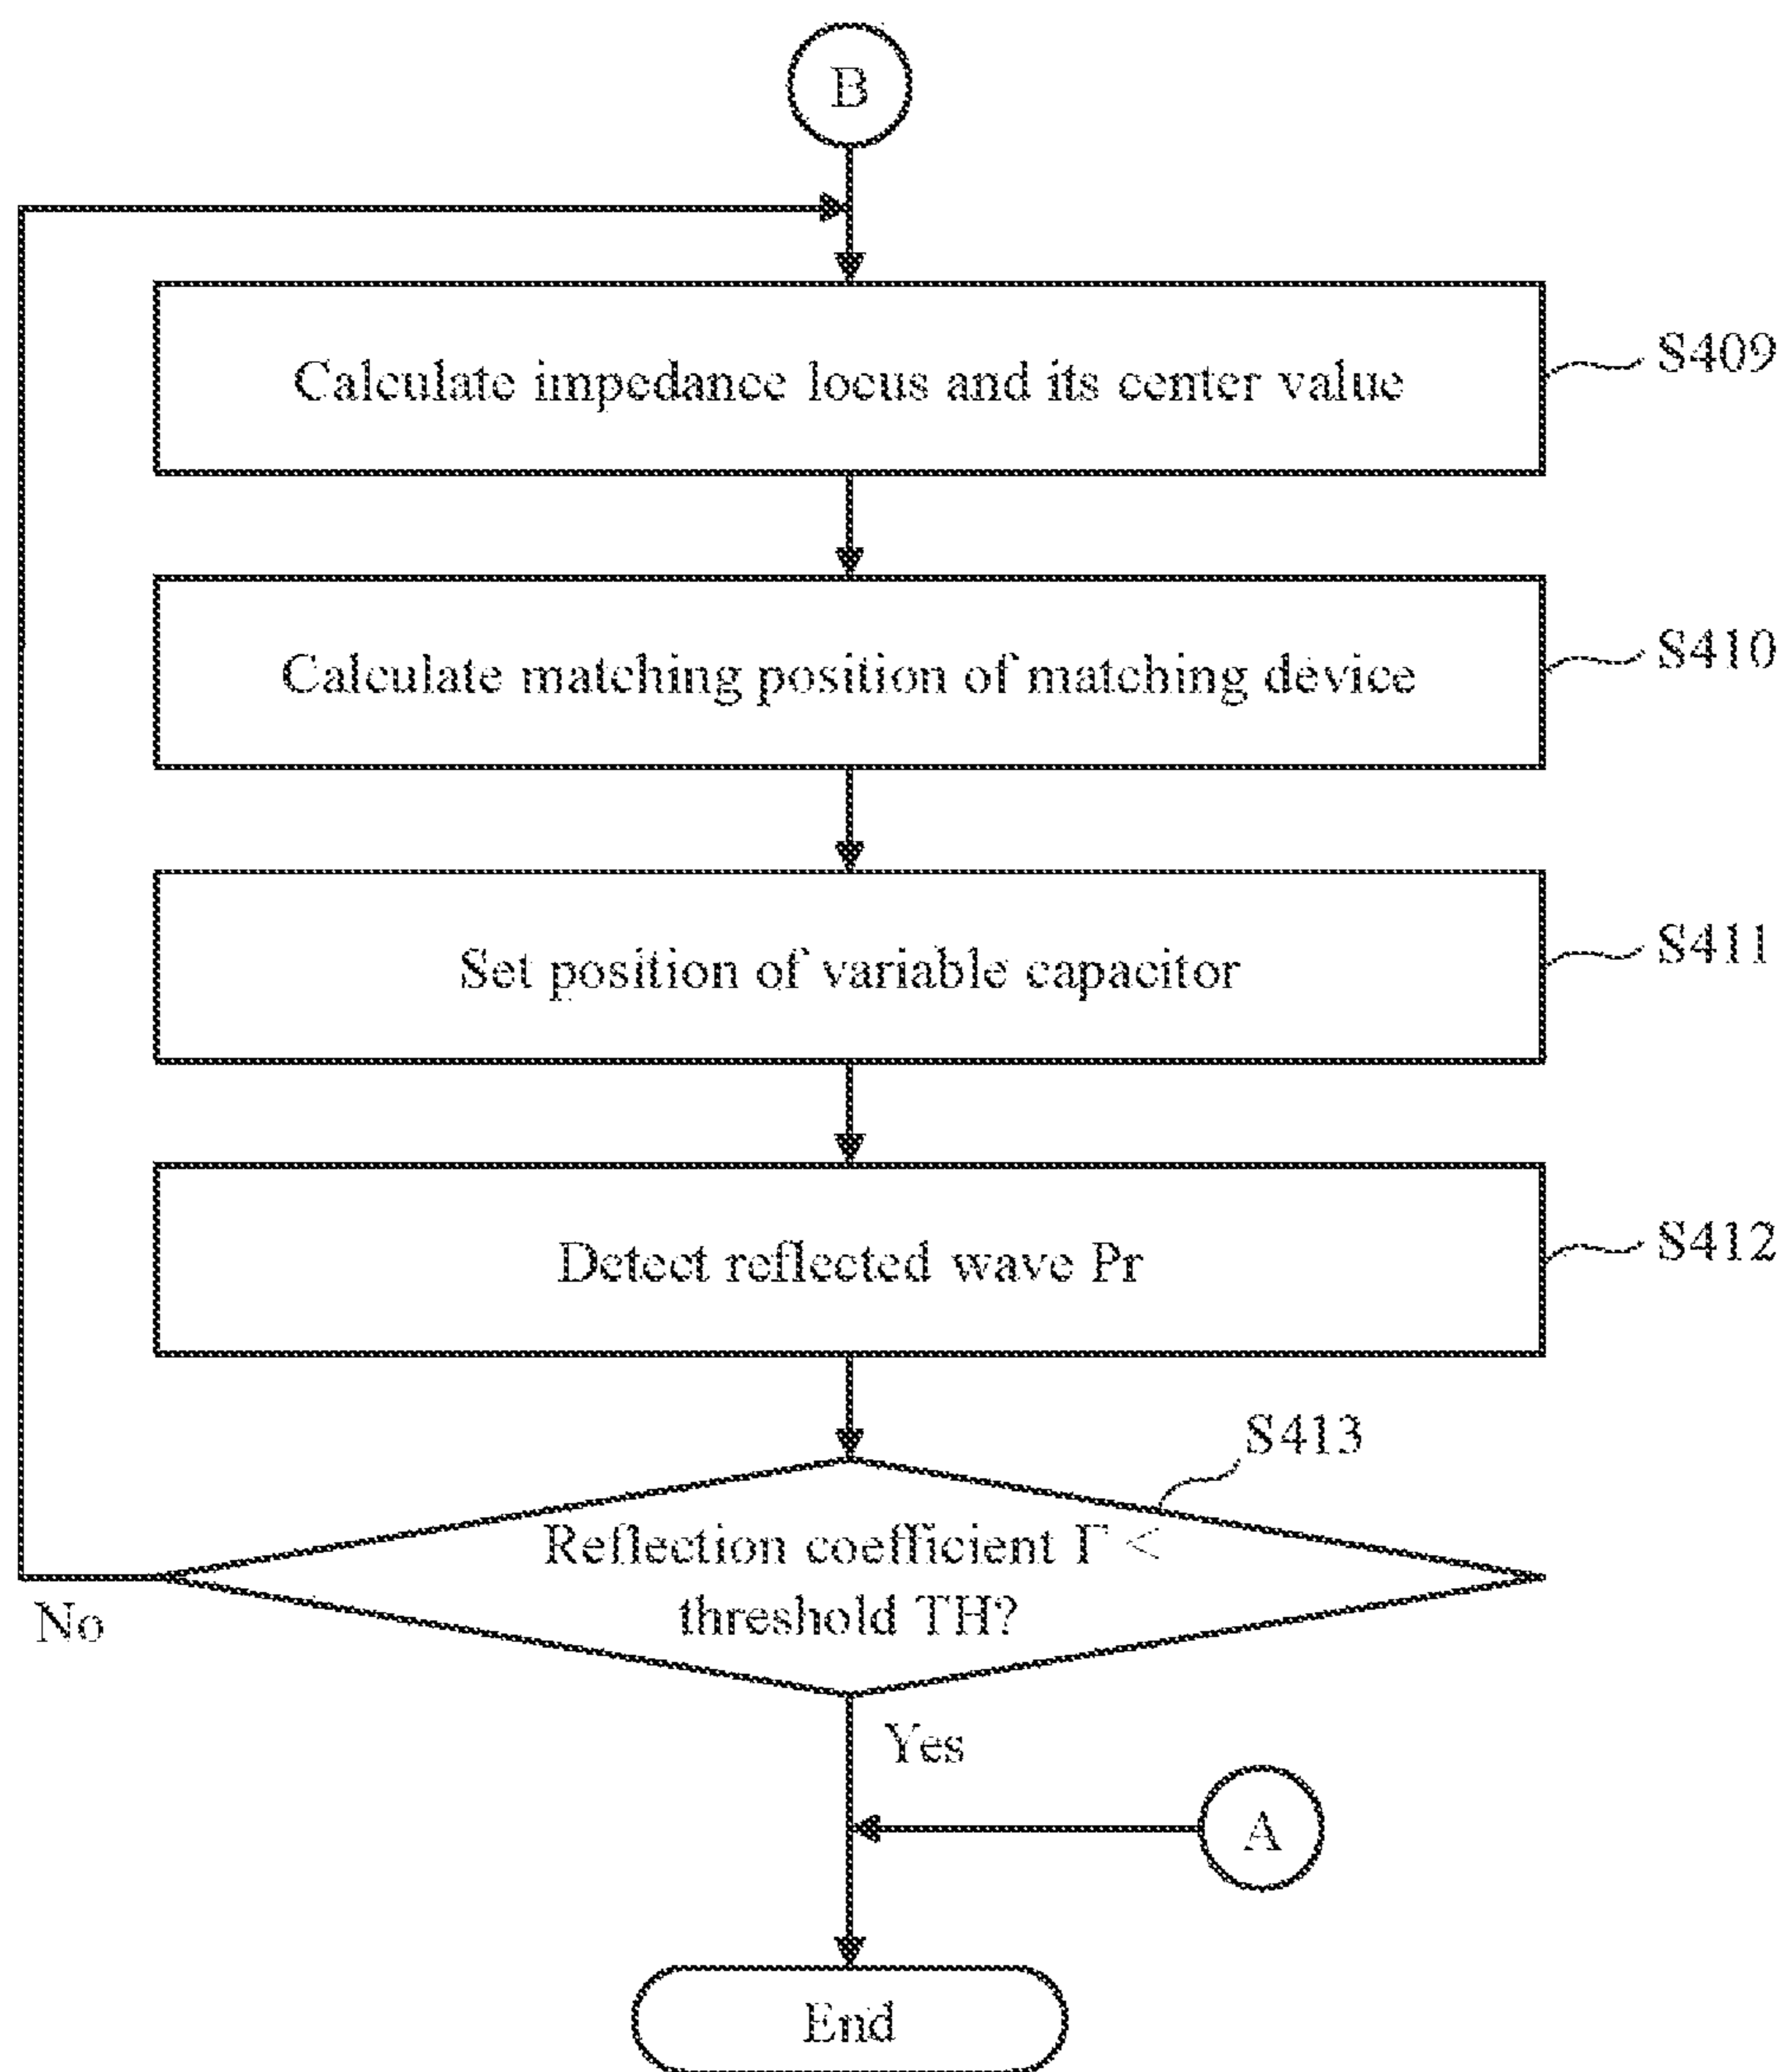 B
Calculate impedance locus and its center value
S409
Calculate matching position of matching device
S410
Set position of variable capacitor
S411
Detect reflected wave Pr
S412
S413
Reflection coefficient Γ <
threshold TH?
No
Yes
A
End